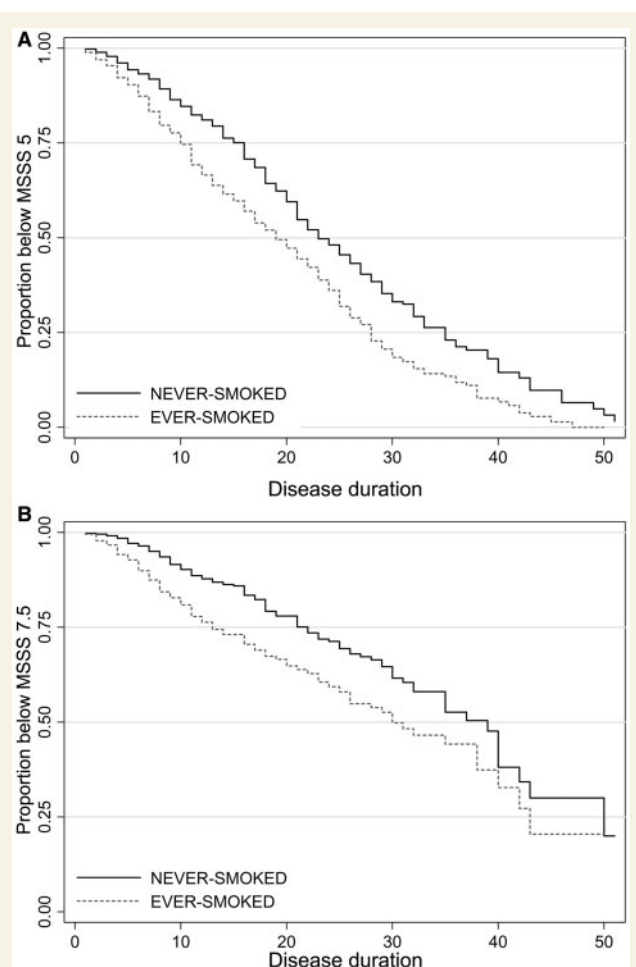 A
Proportion below MSSS 5
1.00
0.75
0.50
0.25
0.00
NEVER-SMOKED
EVER-SMOKED
0 10 20 30 40 50
Disease duration
B
Proportion below MSSS 7.5
1.00
0.75
0.50
0.25
0.00
NEVER-SMOKED
EVER-SMOKED
0 10 20 30 40 50
Disease duration